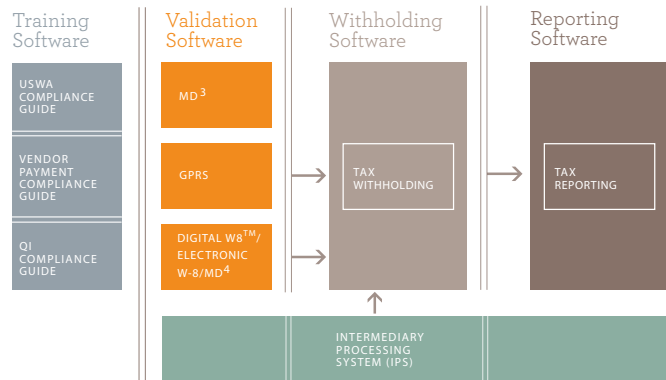 Training
Software
USWA
COMPLIANCE
GUIDE
VENDOR
PAYMENT
COMPLIANCE
GUIDE
QI
COMPLIANCE
GUIDE
Validation
Software
MD³
GPRS
DIGITAL W8™/
ELECTRONIC
W-8/MD⁴
Withholding
Software
TAX
WITHHOLDING
Reporting
Software
TAX
REPORTING
INTERMEDIARY
PROCESSING
SYSTEM (IPS)